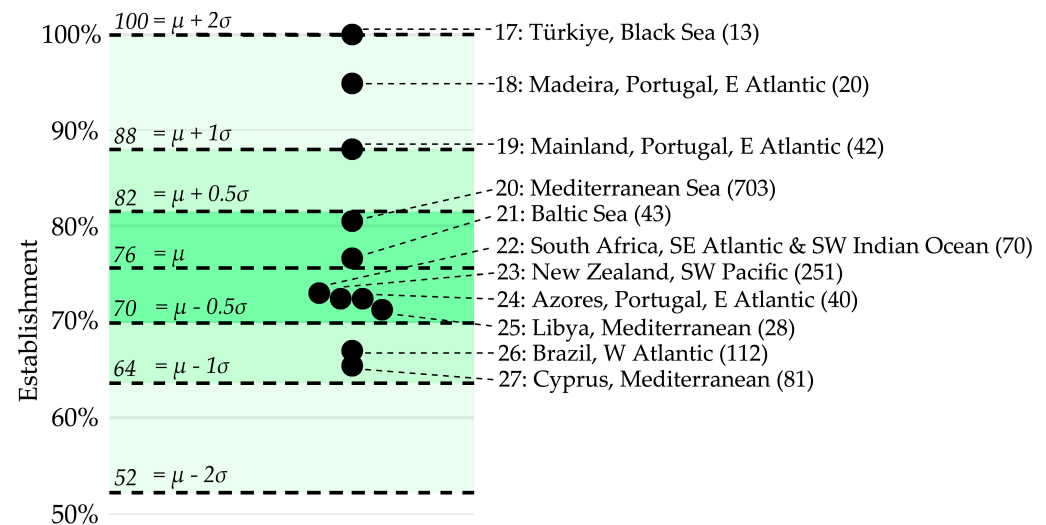 100 = μ + 2σ
100%
17: Türkiye, Black Sea (13)
18: Madeira, Portugal, E Atlantic (20)
90%
88 = μ + 1σ
19: Mainland, Portugal, E Atlantic (42)
82 = μ + 0.5σ
20: Mediterranean Sea (703)
21: Baltic Sea (43)
80%
76 = μ
22: South Africa, SE Atlantic & SW Indian Ocean (70)
23: New Zealand, SW Pacific (251)
24: Azores, Portugal, E Atlantic (40)
70 = μ - 0.5σ
70%
25: Libya, Mediterranean (28)
26: Brazil, W Atlantic (112)
64 = μ - 1σ
27: Cyprus, Mediterranean (81)
60%
52 = μ - 2σ
50%
Establishment